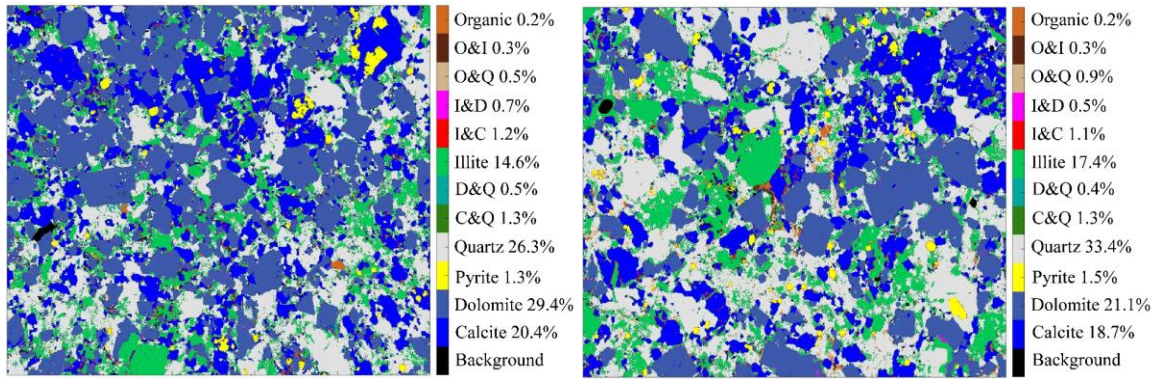 Organic 0.2%
O&I 0.3%
O&Q 0.5%
I&D 0.7%
I&C 1.2%
Illite 14.6%
D&Q 0.5%
C&Q 1.3%
Quartz 26.3%
Pyrite 1.3%
Dolomite 29.4%
Calcite 20.4%
Background
Organic 0.2%
O&I 0.3%
O&Q 0.9%
I&D 0.5%
I&C 1.1%
Illite 17.4%
D&Q 0.4%
C&Q 1.3%
Quartz 33.4%
Pyrite 1.5%
Dolomite 21.1%
Calcite 18.7%
Background